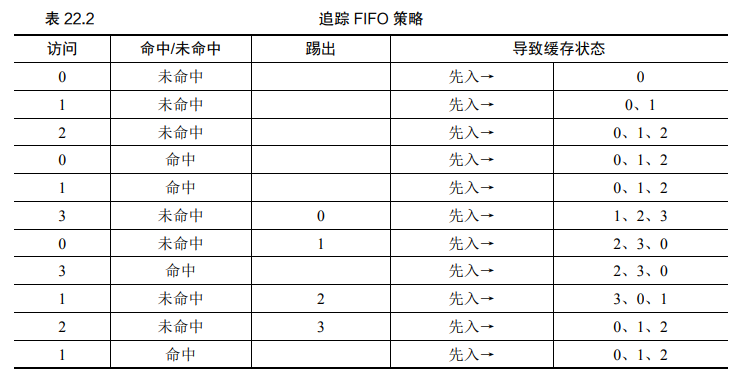 表 22.2 追踪 FIFO 策略
访问 命中/未命中 踢出 导致缓存状态
0 未命中 先入→ 0
1 未命中 先入→ 0、1
2 未命中 先入→ 0、1、2
0 命中 先入→ 0、1、2
1 命中 先入→ 0、1、2
3 未命中 0 先入→ 1、2、3
0 未命中 1 先入→ 2、3、0
3 命中 先入→ 2、3、0
1 未命中 2 先入→ 3、0、1
2 未命中 3 先入→ 0、1、2
1 命中 先入→ 0、1、2